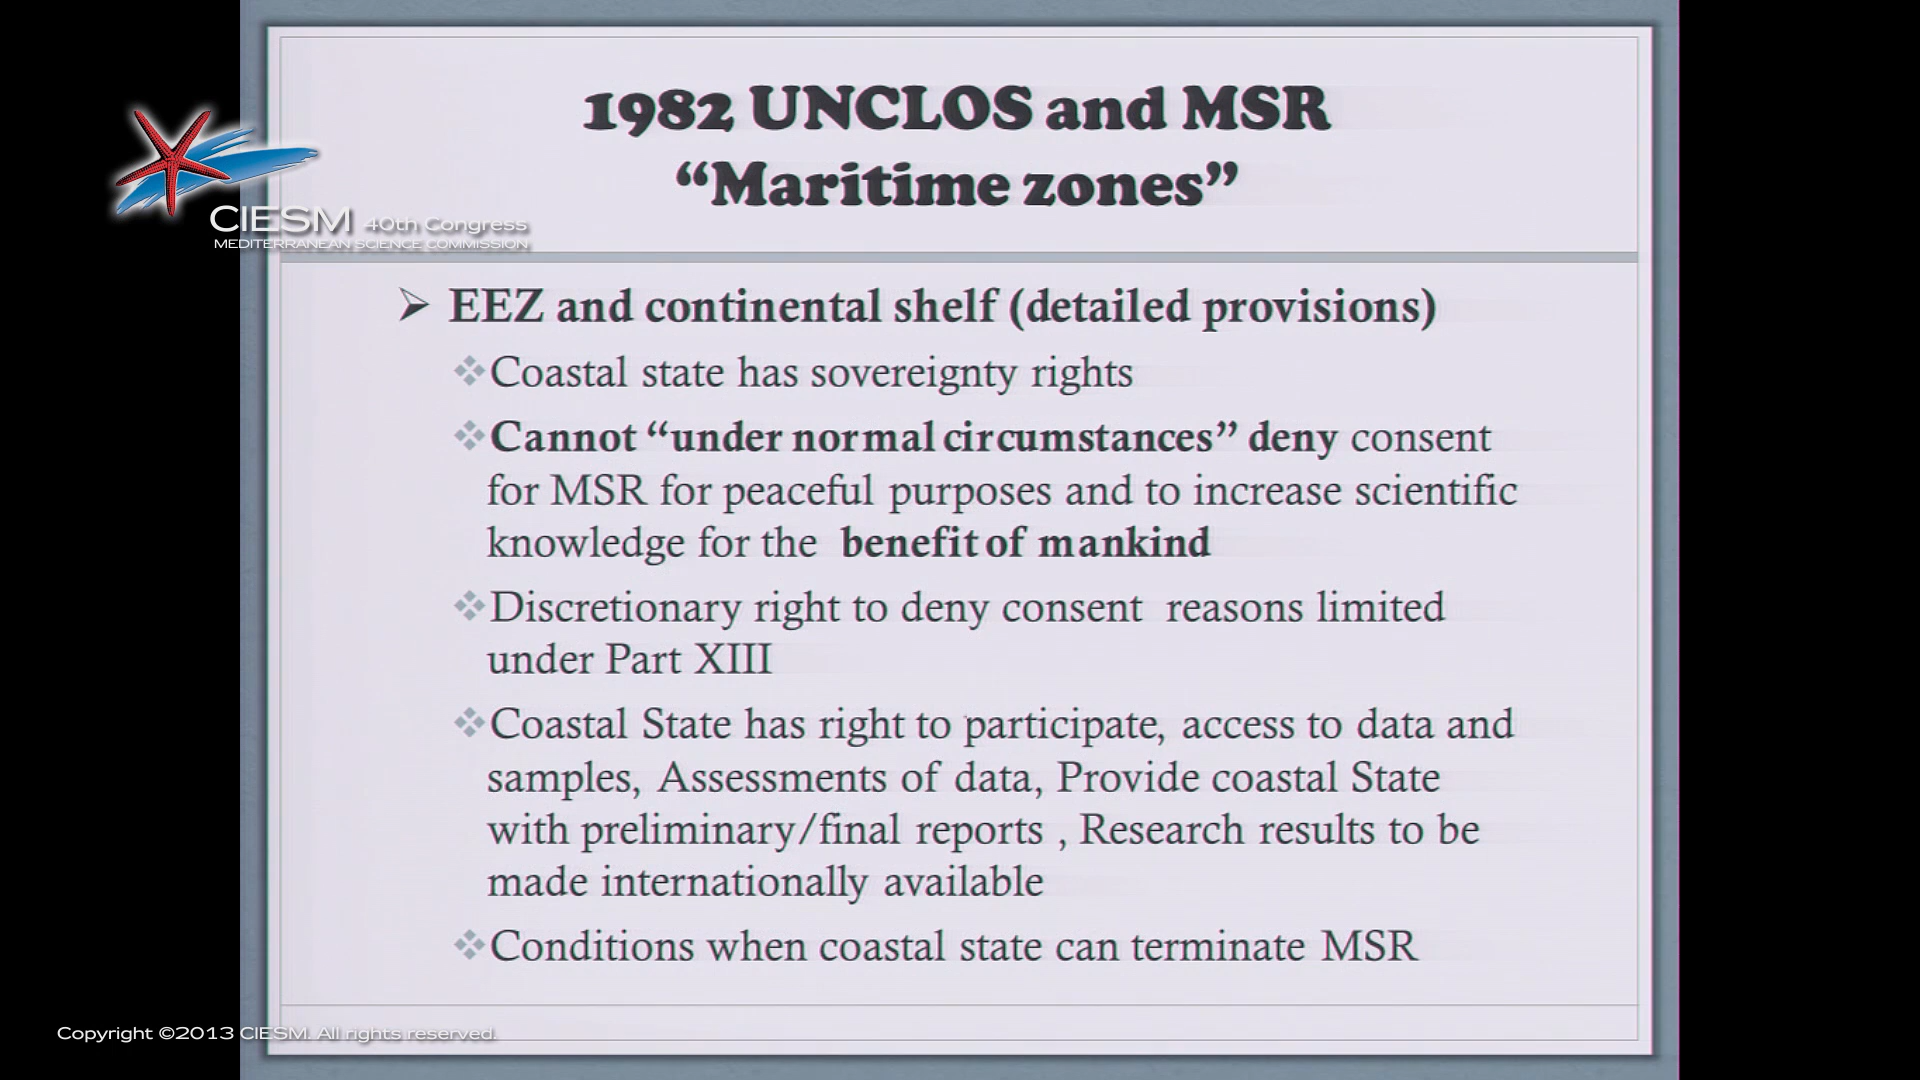 1982 UNCLOS and MSR
“Maritime zones”
CIESM 40th Congress
MEDITERRANEAN SCIENCE COMMISSION
EEZ and continental shelf (detailed provisions)
Coastal state has sovereignty rights
Cannot “under normal circumstances” deny consent
for MSR for peaceful purposes and to increase scientific
knowledge for the benefit of mankind
Discretionary right to deny consent reasons limited
under Part XIII
Coastal State has right to participate, access to data and
samples, Assessments of data, Provide coastal State
with preliminary/final reports , Research results to be
made internationally available
Conditions when coastal state can terminate MSR
Copyright ©2013 CIESM. All rights reserved.